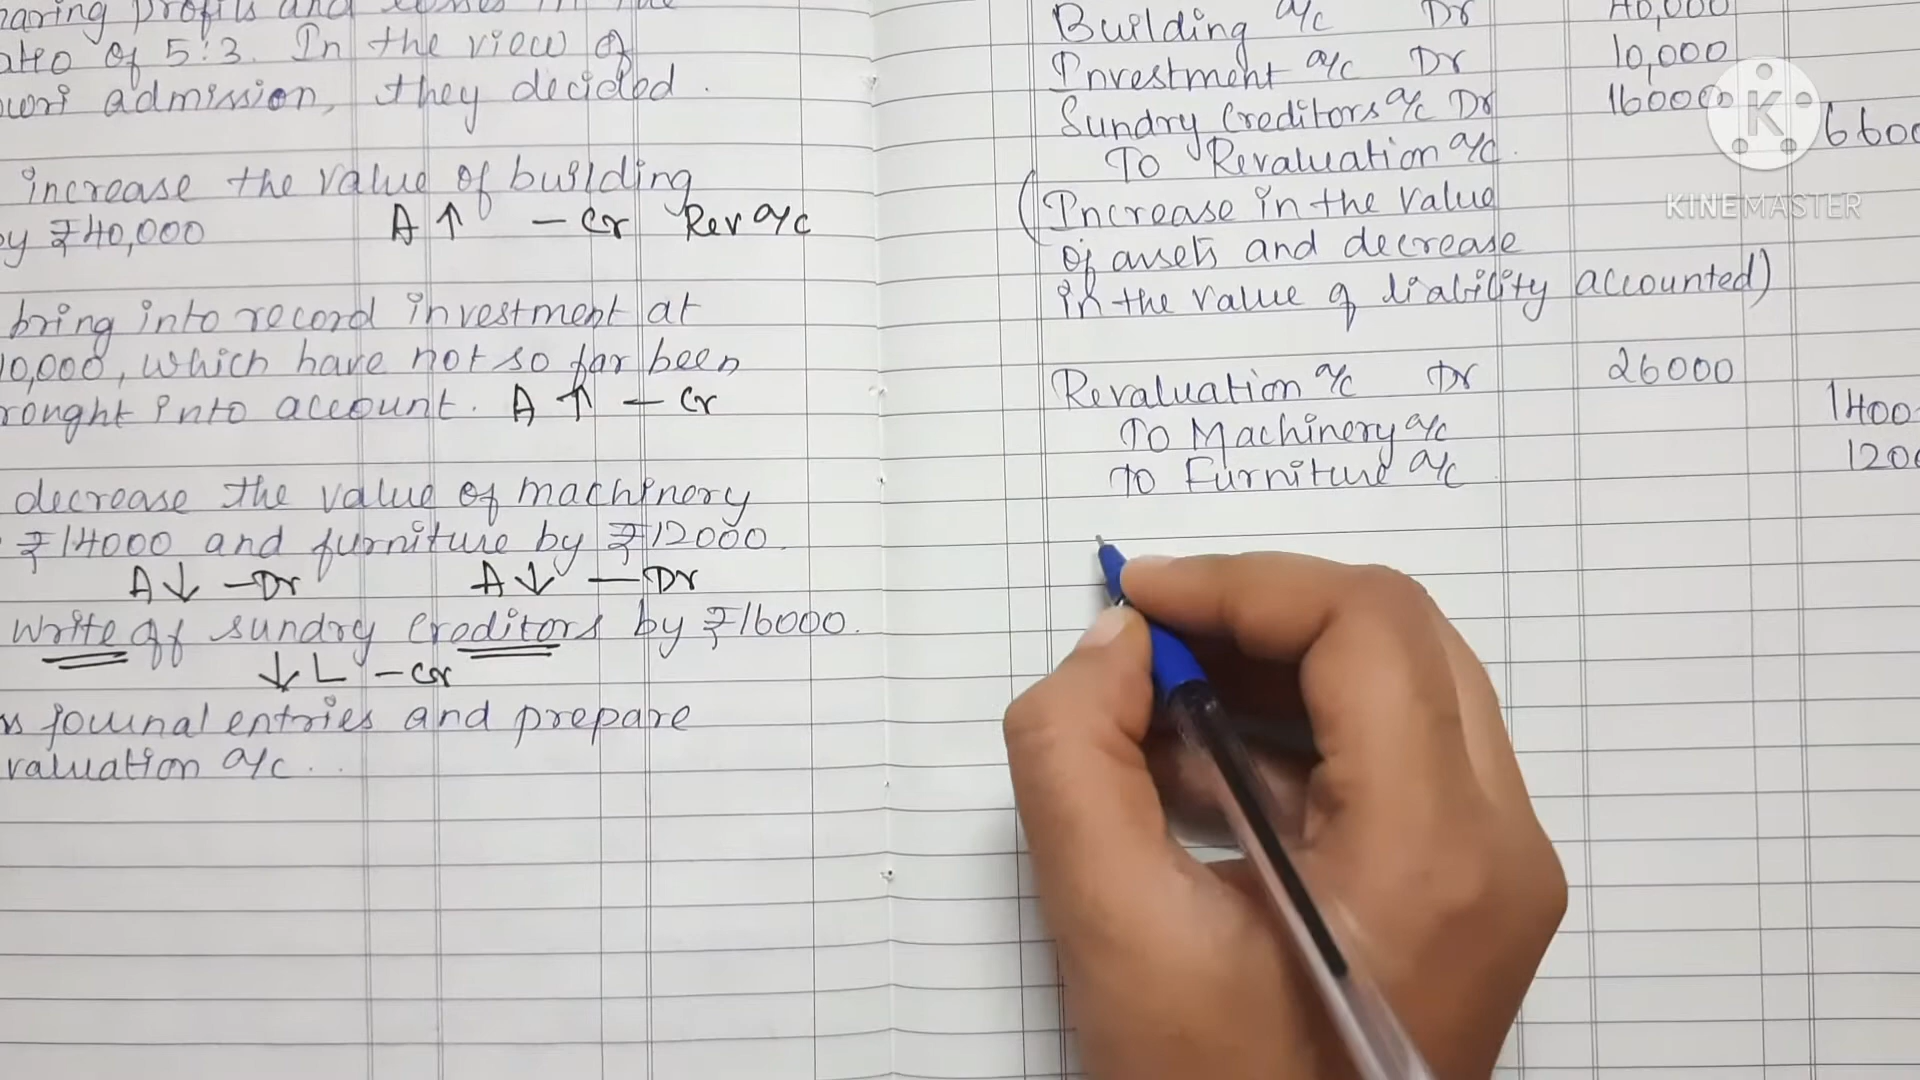 haring profits and losses in the
ratio of 5:3. In the view of
admission, they decided.
increase the value of building
by ₹40,000 A↑ - Cr Rev a/c
bring into record investment at
10,000, which have not so far been
rought into account. A↑ - Cr
decrease the value of machinery
₹14000 and furniture by ₹12000.
A↓ -Dr A↓ -Dr
write off sundry creditors by ₹16000.
↓L -Cr
s journal entries and prepare
valuation a/c.
Building a/c Dr 40,000
Investment a/c Dr 10,000
Sundry Creditors a/c Dr 16000
To Revaluation a/c. 6600
(Increase in the value
of assets and decrease
in the value of liability accounted)
Revaluation a/c Dr 26000
To Machinery a/c 1400
To Furniture a/c 120
K
KINEMASTER